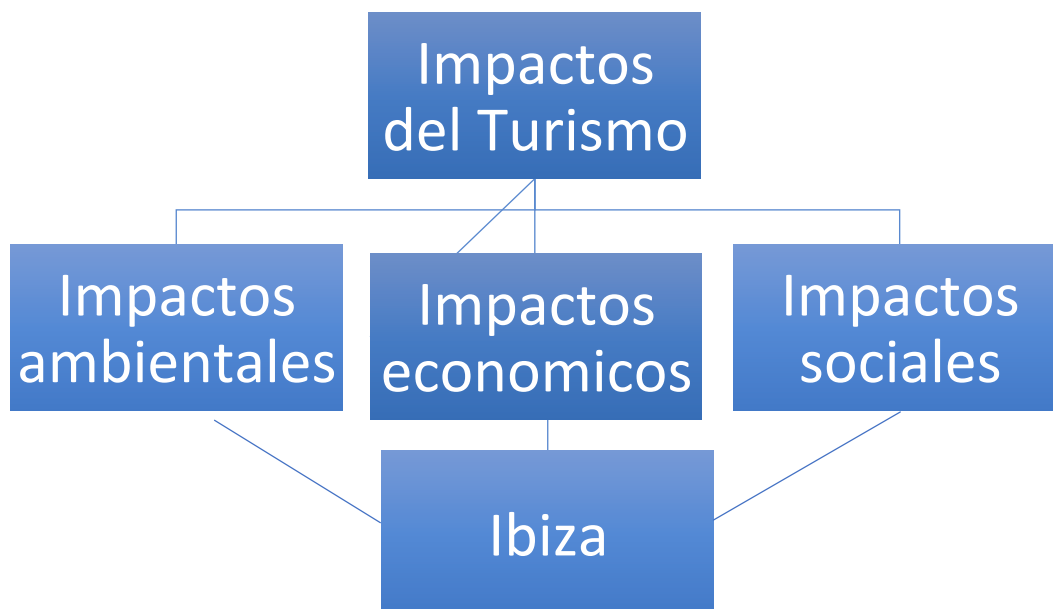 Impactos
del Turismo
Impactos
ambientales
Impactos
economicos
Impactos
sociales
Ibiza